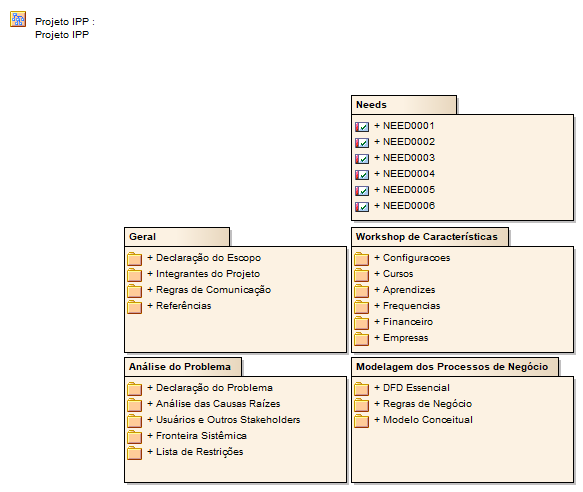 Projeto IPP :
Projeto IPP
Needs
+ NEED0001
+ NEED0002
+ NEED0003
+ NEED0004
+ NEED0005
+ NEED0006
Geral
+ Declaração do Escopo
+ Integrantes do Projeto
+ Regras de Comunicação
+ Referências
Workshop de Características
+ Configuracoes
+ Cursos
+ Aprendizes
+ Frequencias
+ Financeiro
+ Empresas
Análise do Problema
+ Declaração do Problema
+ Análise das Causas Raízes
+ Usuários e Outros Stakeholders
+ Fronteira Sistêmica
+ Lista de Restrições
Modelagem dos Processos de Negócio
+ DFD Essencial
+ Regras de Negócio
+ Modelo Conceitual